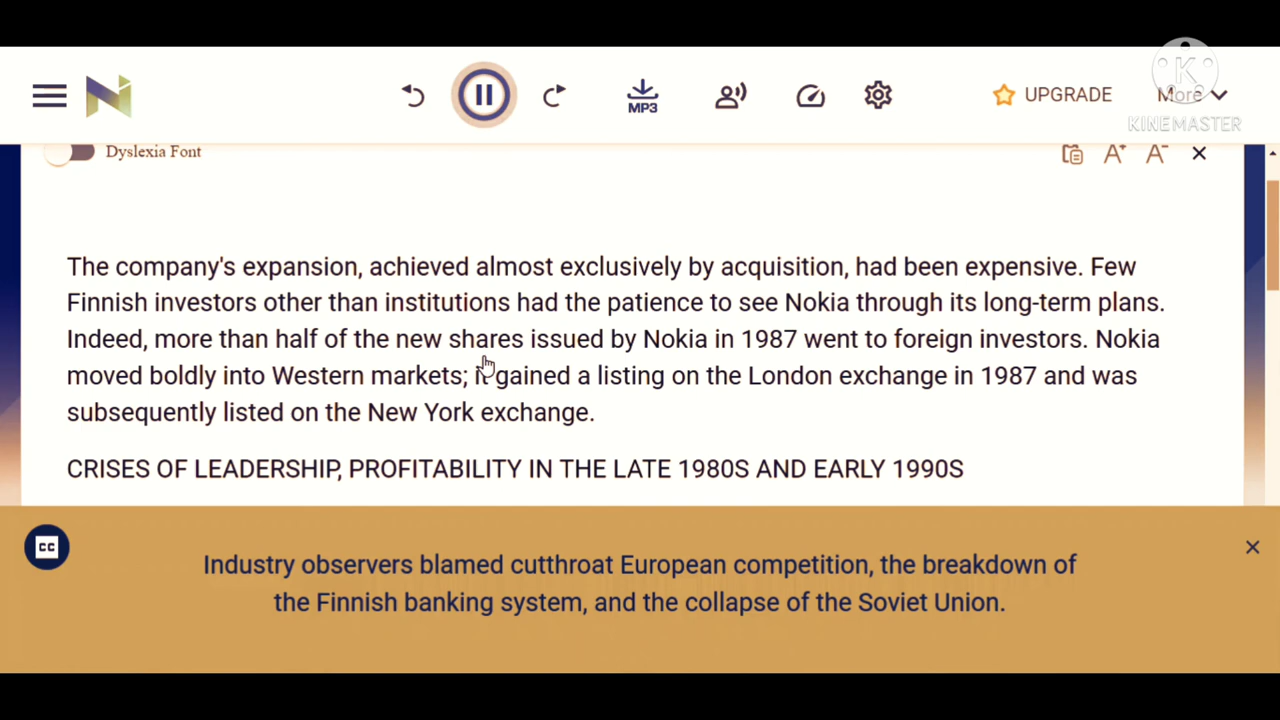 MP3
UPGRADE
More
KINEMASTER
Dyslexia Font
A+
A-
The company's expansion, achieved almost exclusively by acquisition, had been expensive. Few
Finnish investors other than institutions had the patience to see Nokia through its long-term plans.
Indeed, more than half of the new shares issued by Nokia in 1987 went to foreign investors. Nokia
moved boldly into Western markets; it gained a listing on the London exchange in 1987 and was
subsequently listed on the New York exchange.
CRISES OF LEADERSHIP, PROFITABILITY IN THE LATE 1980S AND EARLY 1990S
CC
Industry observers blamed cutthroat European competition, the breakdown of
the Finnish banking system, and the collapse of the Soviet Union.